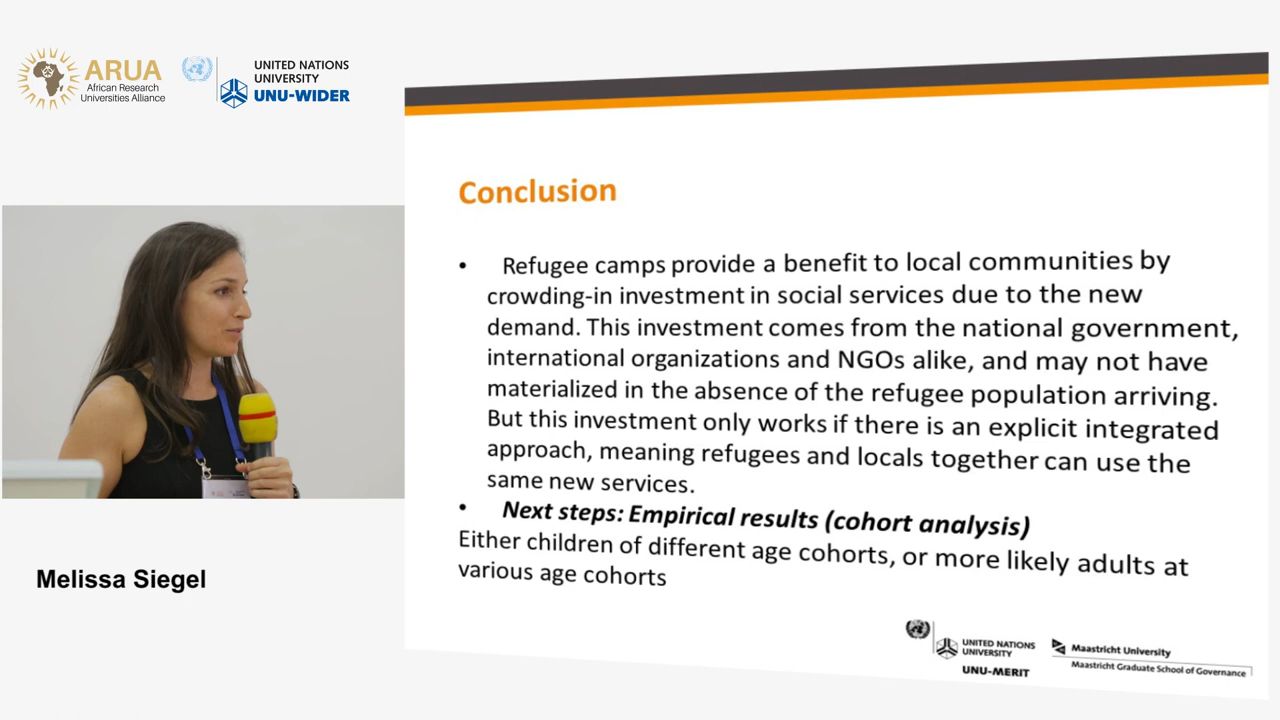 ARUA
African Research
Universities Alliance
UNITED NATIONS
UNIVERSITY
UNU-WIDER
Conclusion
• Refugee camps provide a benefit to local communities by
crowding-in investment in social services due to the new
demand. This investment comes from the national government,
international organizations and NGOs alike, and may not have
materialized in the absence of the refugee population arriving.
But this investment only works if there is an explicit integrated
approach, meaning refugees and locals together can use the
same new services.
• Next steps: Empirical results (cohort analysis)
Either children of different age cohorts, or more likely adults at
various age cohorts
Melissa Siegel
UNITED NATIONS
UNIVERSITY
UNU-MERIT
Maastricht University
Maastricht Graduate School of Governance